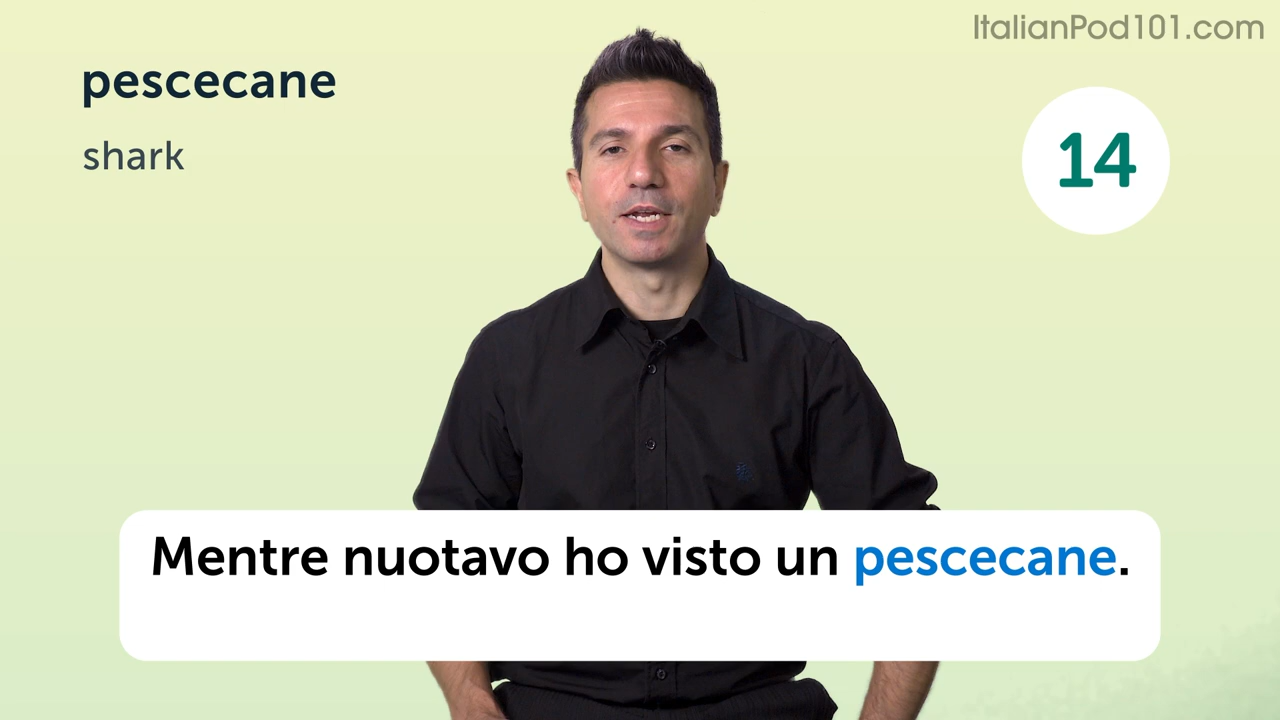 ItalianPod101.com
pescecane
shark
14
Mentre nuotavo ho visto un pescecane.